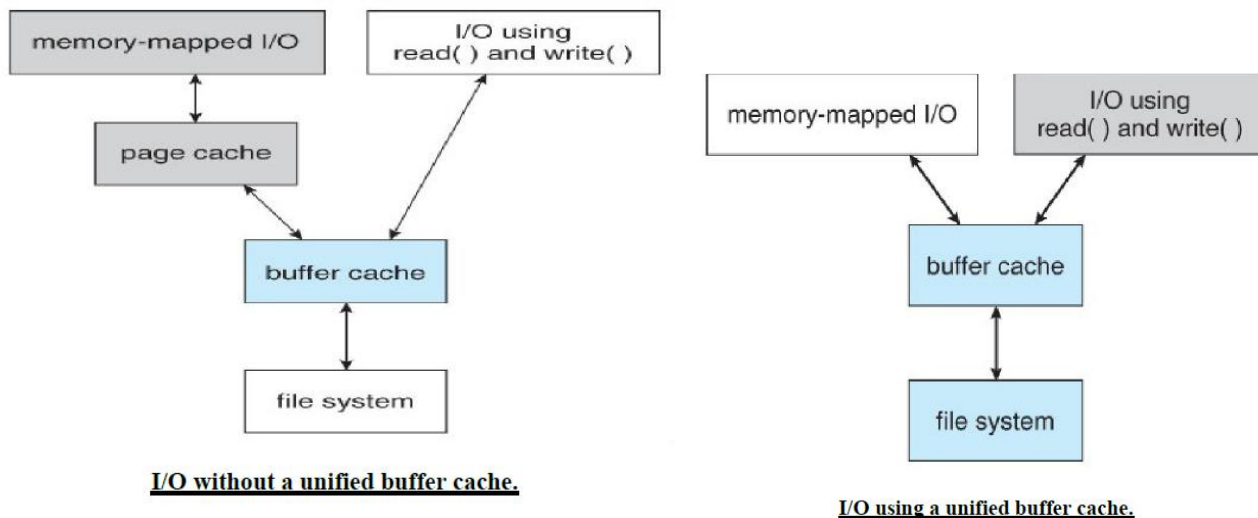 memory-mapped I/O
I/O using
read( ) and write( )
page cache
buffer cache
file system
I/O without a unified buffer cache.
memory-mapped I/O
I/O using
read( ) and write( )
buffer cache
file system
I/O using a unified buffer cache.